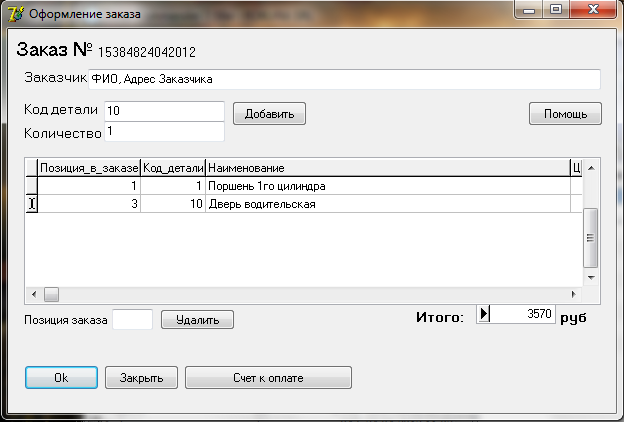 Оформление заказа
Заказ № 15384824042012
Заказчик ФИО, Адрес Заказчика
Код детали 10 Добавить Помощь
Количество 1
Позиция_в_заказе Код_детали Наименование Ц
1 1 Поршень 1го цилиндра
3 10 Дверь водительская
Позиция заказа Удалить Итого: 3570 руб
Ok Закрыть Счет к оплате